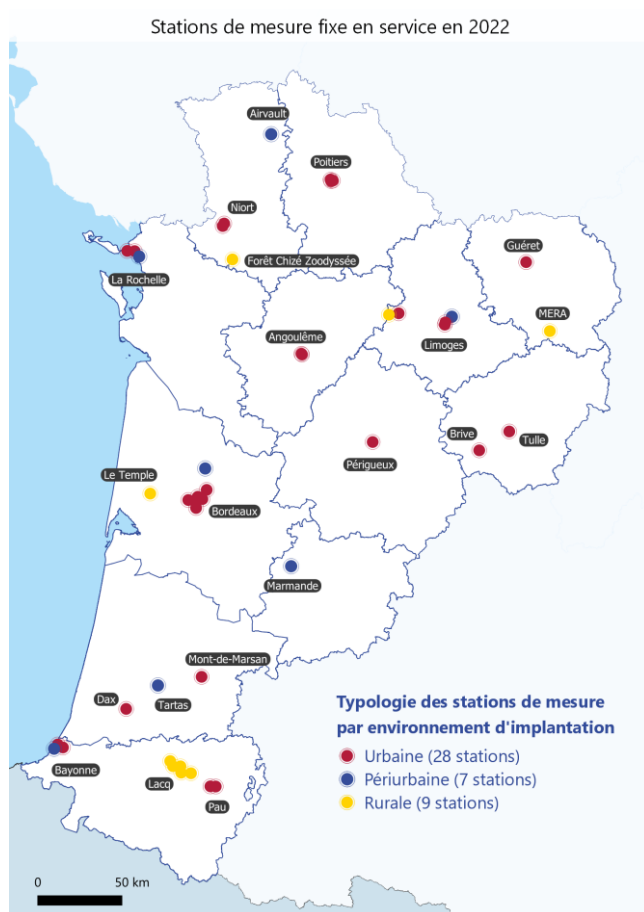 Stations de mesure fixe en service en 2022
Airvault
Poitiers
Niort
Guéret
Forêt Chizé Zoodyssée
La Rochelle
MERA
Angoulême
Limoges
Brive
Tulle
Périgueux
Le Temple
Bordeaux
Marmande
Mont-de-Marsan
Dax
Tartas
Typologie des stations de mesure
par environnement d'implantation
Urbaine (28 stations)
Périurbaine (7 stations)
Rurale (9 stations)
Bayonne
Lacq
Pau
0
50 km